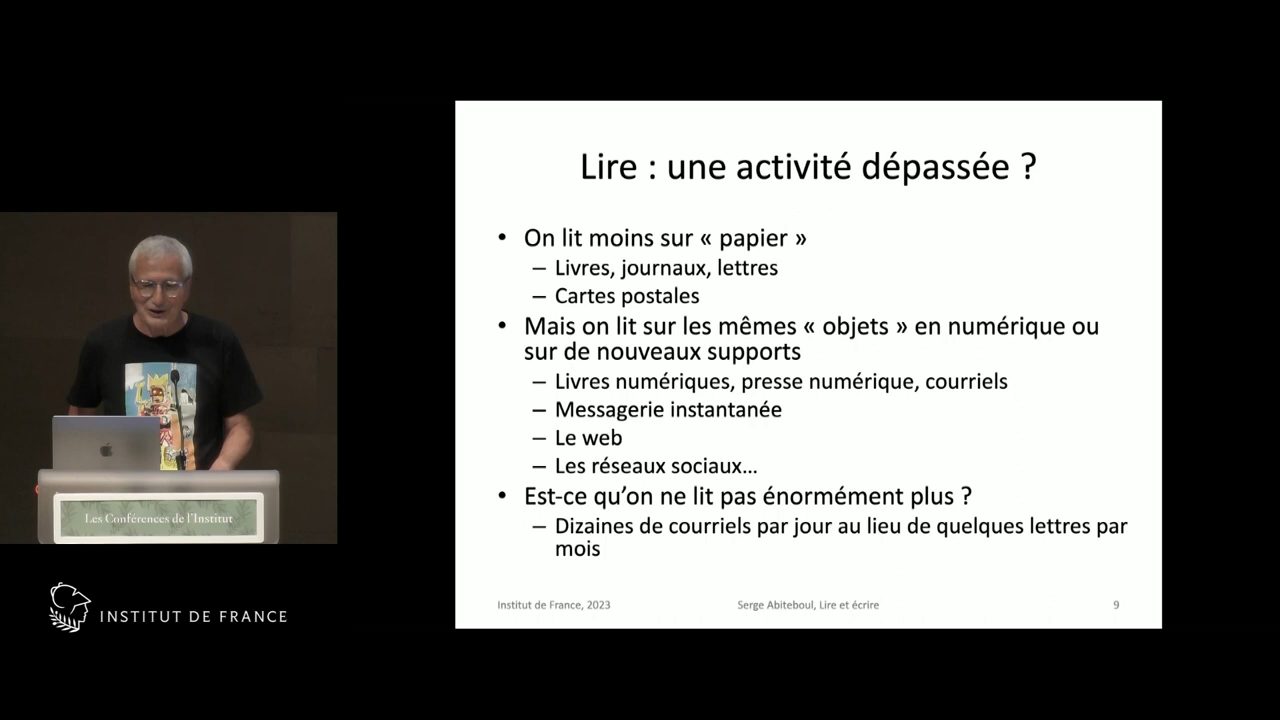 Lire : une activité dépassée ?
• On lit moins sur « papier »
– Livres, journaux, lettres
– Cartes postales
• Mais on lit sur les mêmes « objets » en numérique ou
sur de nouveaux supports
– Livres numériques, presse numérique, courriels
– Messagerie instantanée
– Le web
– Les réseaux sociaux…
• Est-ce qu’on ne lit pas énormément plus ?
– Dizaines de courriels par jour au lieu de quelques lettres par
mois
Institut de France, 2023
Serge Abiteboul, Lire et écrire
9
Les Conférences de l'Institut
INSTITUT DE FRANCE